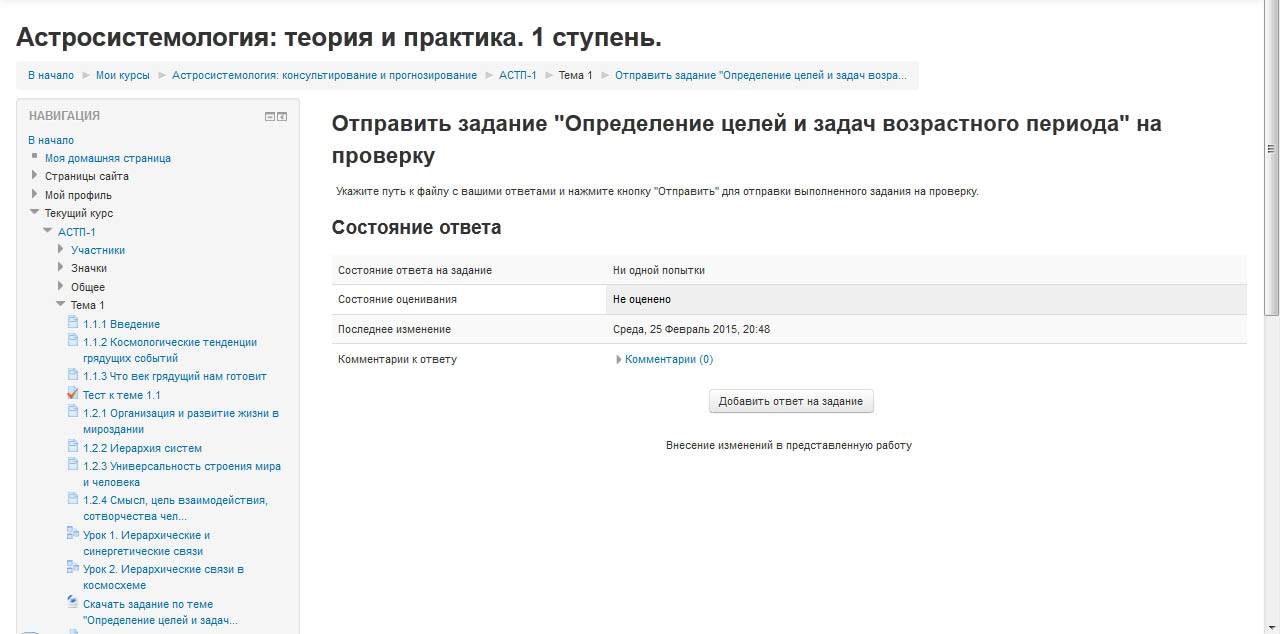 Астросистемология: теория и практика. 1 ступень.
В начало Мои курсы Астросистемология: консультирование и прогнозирование АСТП-1 Тема 1 Отправить задание "Определение целей и задач возра...
НАВИГАЦИЯ
В начало
Моя домашняя страница
Страницы сайта
Мой профиль
Текущий курс
АСТП-1
Участники
Значки
Общее
Тема 1
1.1.1 Введение
1.1.2 Космологические тенденции
грядущих событий
1.1.3 Что век грядущий нам готовит
Тест к теме 1.1
1.2.1 Организация и развитие жизни в
мироздании
1.2.2 Иерархия систем
1.2.3 Универсальность строения мира
и человека
1.2.4 Смысл, цель взаимодействия,
сотворчества чел...
Урок 1. Иерархические и
синергетические связи
Урок 2. Иерархические связи в
космосхеме
Скачать задание по теме
"Определение целей и задач...
Отправить задание "Определение целей и задач возрастного периода" на
проверку
Укажите путь к файлу с вашими ответами и нажмите кнопку "Отправить" для отправки выполненного задания на проверку.
Состояние ответа
Состояние ответа на задание Ни одной попытки
Состояние оценивания Не оценено
Последнее изменение Среда, 25 Февраль 2015, 20:48
Комментарии к ответу Комментарии (0)
Добавить ответ на задание
Внесение изменений в представленную работу